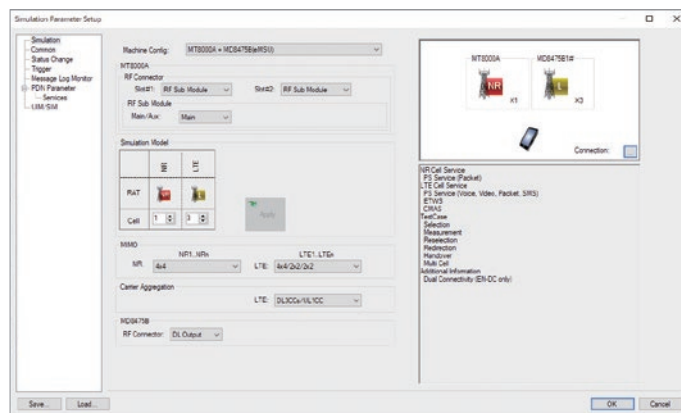 Simulation Parameter Setup
Simulation
Common
Status Change
Trigger
Message Log Monitor
PDN Parameter
Services
UIM/SIM
Machine Config: MT8000A + MD8475B(eMSU)
MT8000A
RF Connector
Slot#1: RF Sub Module Slot#2: RF Sub Module
RF Sub Module
Main/Aux: Main
Simulation Model
NR LTE
RAT NR L
Cell 1 3
Apply
MIMO
NR1...NRn LTE1...LTEn
NR: 4x4 LTE: 4x4/2x2/2x2
Carrier Aggregation
LTE: DL3CCs/UL1CC
MD8475B
RF Connector: DL Output
MT8000A MD8475B1#
NR L
x1 x3
Connection: ...
NR Cell Service
PS Service (Packet)
LTE Cell Service
PS Service (Voice, Video, Packet, SMS)
ETWS
CMAS
TestCase
Selection
Measurement
Reselection
Redirection
Handover
Multi Cell
Additional Information
Dual Connectivity (EN-DC only)
Save... Load... OK Cancel